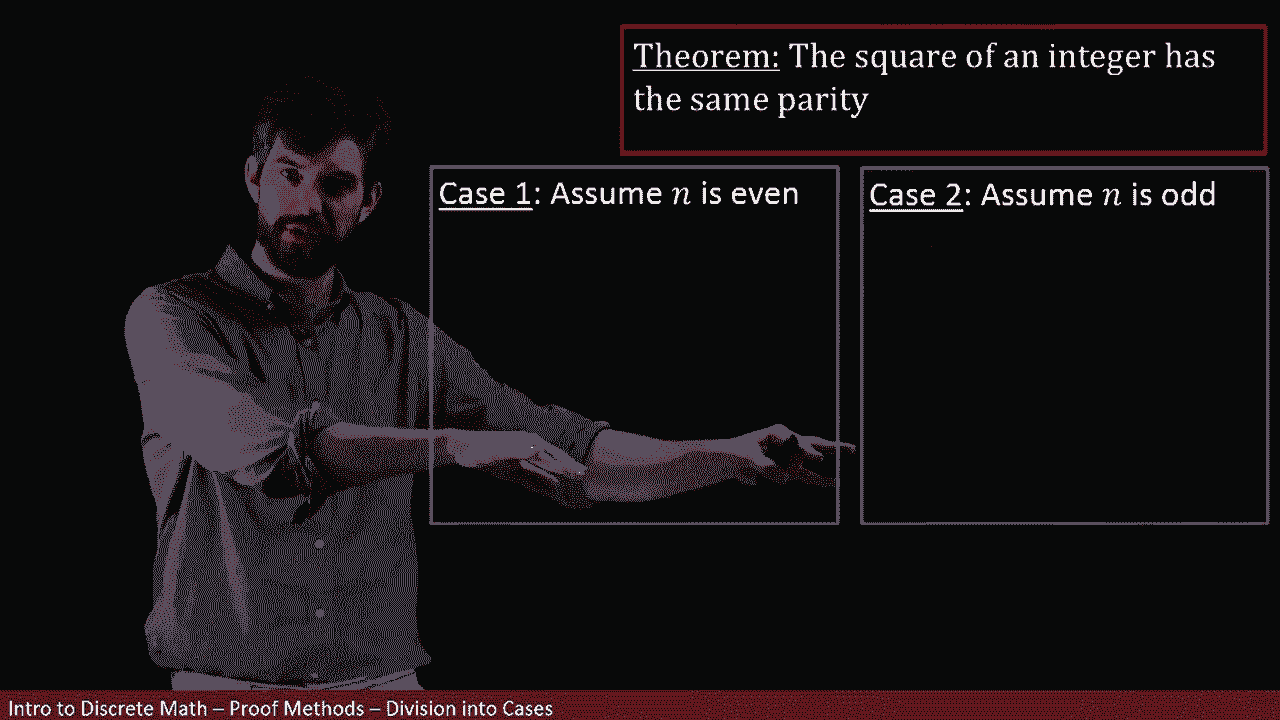 Theorem: The square of an integer has
the same parity
Case 1: Assume n is even
Case 2: Assume n is odd
Intro to Discrete Math – Proof Methods – Division into Cases